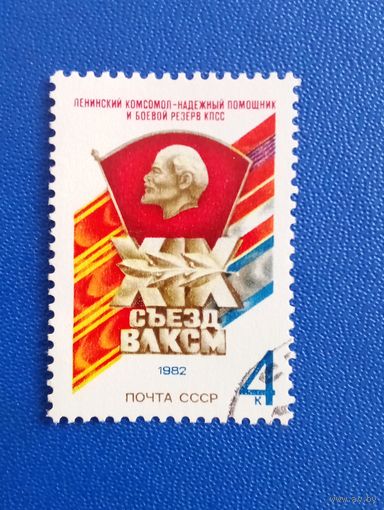 ЛЕНИНСКИЙ КОМСОМОЛ-НАДЕЖНЫЙ ПОМОЩНИК
И БОЕВОЙ РЕЗЕРВ КПСС
XIX
СЪЕЗД
ВЛКСМ
1982
4
К
ПОЧТА СССР